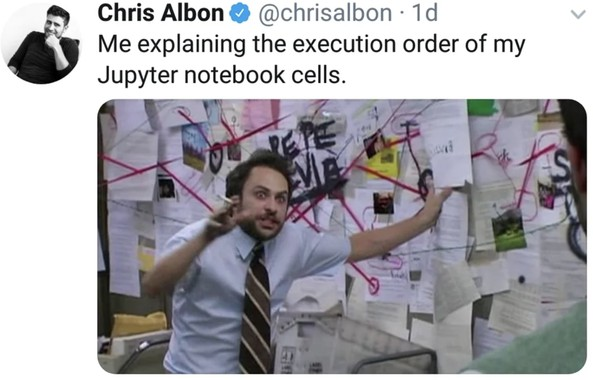 Chris Albon @chrisalbon · 1d
Me explaining the execution order of my
Jupyter notebook cells.
PEPE
SILVIA